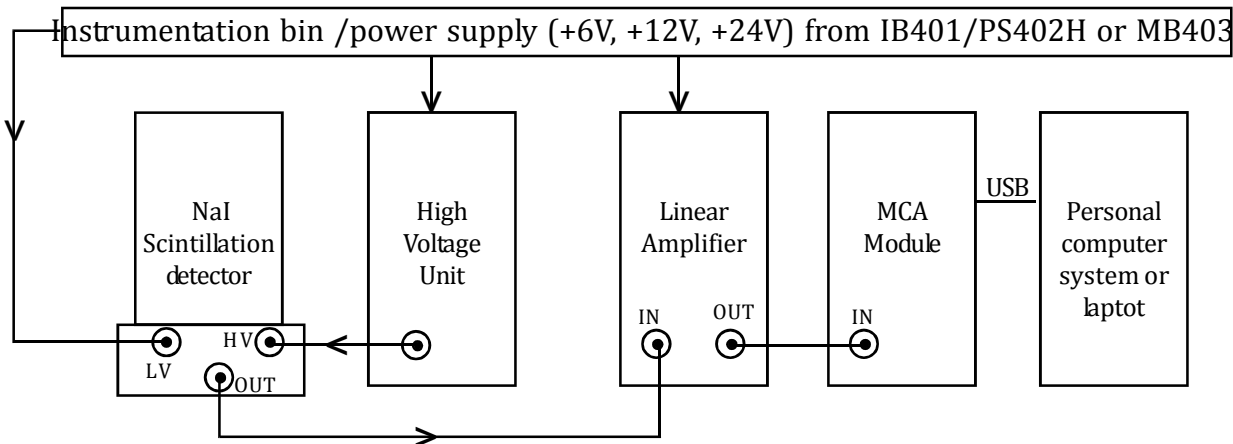 Instrumentation bin /power supply (+6V, +12V, +24V) from IB401/PS402H or MB403
NaI
Scintillation
detector
LV
HV
OUT
High
Voltage
Unit
Linear
Amplifier
IN
OUT
MCA
Module
IN
USB
Personal
computer
system or
laptot